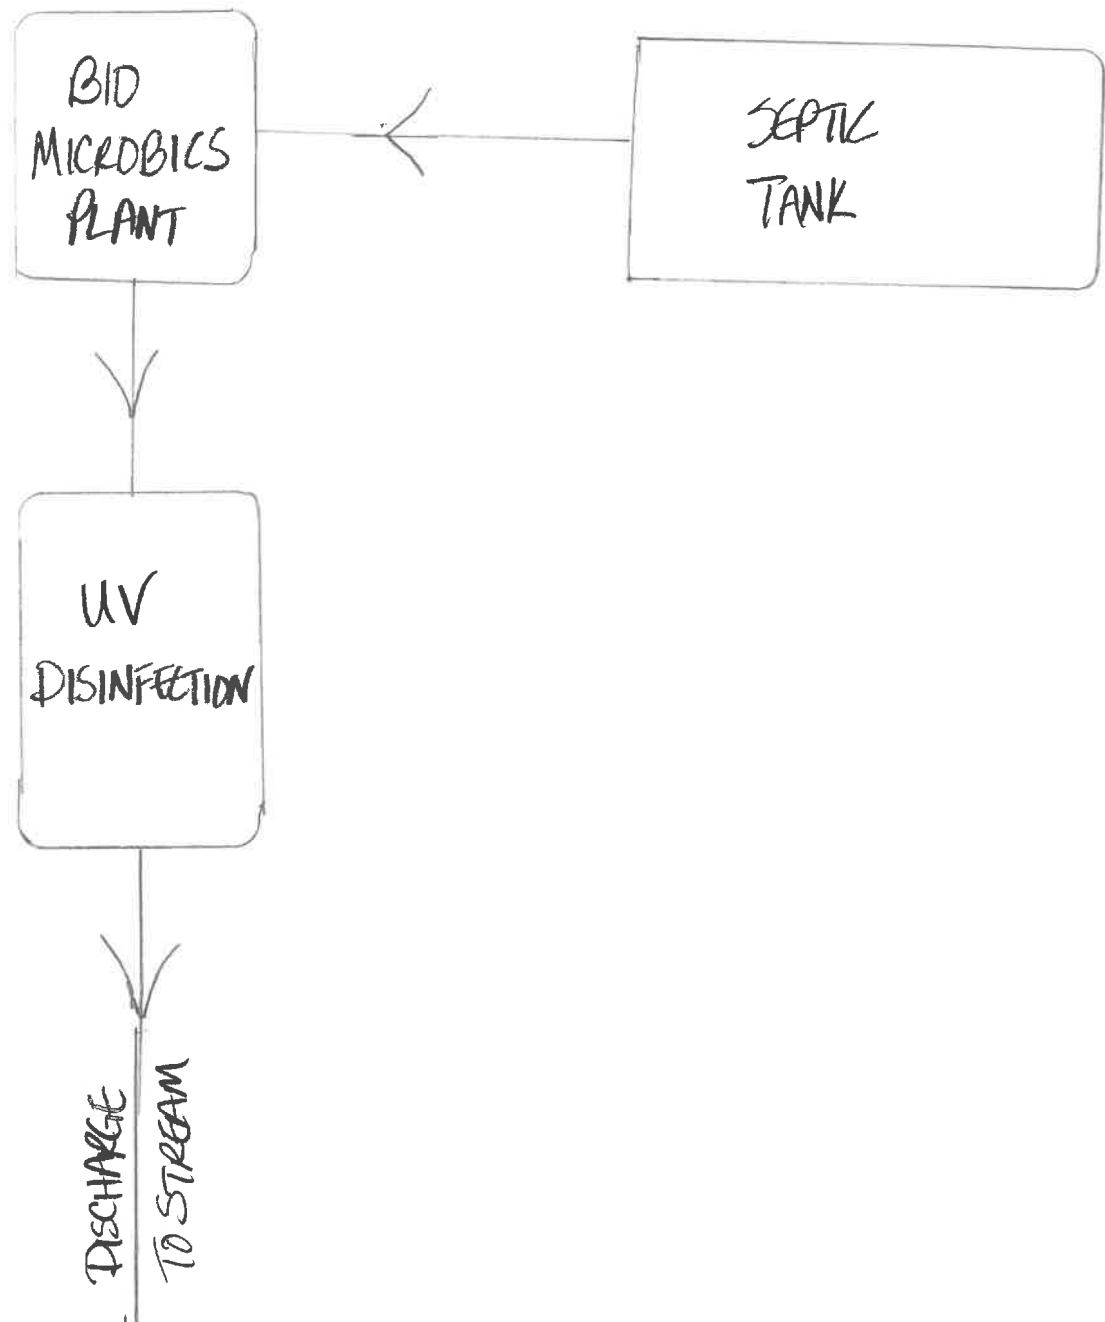 BIO
MICROBICS
PLANT
SEPTIC
TANK
UV
DISINFECTION
DISCHARGE
TO STREAM